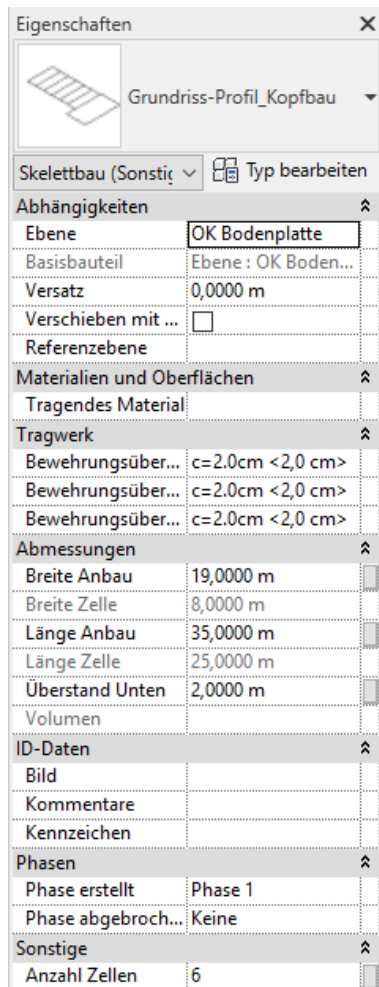 Eigenschaften
Grundriss-Profil_Kopfbau
Skelettbau (Sonstig Typ bearbeiten
Abhängigkeiten
Ebene OK Bodenplatte
Basisbauteil Ebene : OK Boden...
Versatz 0,0000 m
Verschieben mit ...
Referenzebene
Materialien und Oberflächen
Tragendes Material
Tragwerk
Bewehrungsüber... c=2.0cm <2,0 cm>
Bewehrungsüber... c=2.0cm <2,0 cm>
Bewehrungsüber... c=2.0cm <2,0 cm>
Abmessungen
Breite Anbau 19,0000 m
Breite Zelle 8,0000 m
Länge Anbau 35,0000 m
Länge Zelle 25,0000 m
Überstand Unten 2,0000 m
Volumen
ID-Daten
Bild
Kommentare
Kennzeichen
Phasen
Phase erstellt Phase 1
Phase abgebroch... Keine
Sonstige
Anzahl Zellen 6